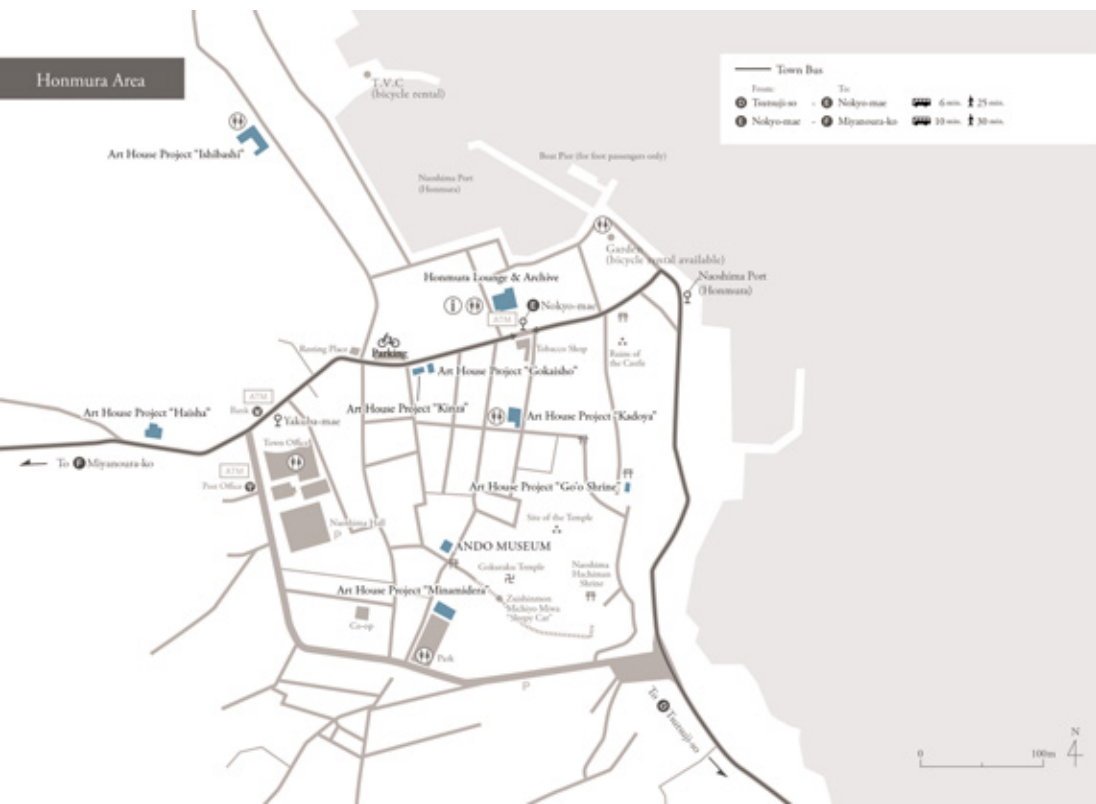 Honmura Area
T.V.C
(bicycle rental)
Town Bus
From:
To:
D Tsutsuji-so - E Nokyo-mae 6 min. 25 min.
E Nokyo-mae - F Miyanoura-ko 10 min. 30 min.
Art House Project "Ishibashi"
Boat Pier (for foot passengers only)
Naoshima Port
(Honmura)
Garden
(bicycle rental available)
Honmura Lounge & Archive
Naoshima Port
(Honmura)
E Nokyo-mae
ATM
Tobacco Shop
Ruins of
the Castle
Resting Place
Parking
Art House Project "Gokaisho"
Art House Project "Kinza"
Art House Project "Haisha"
ATM
Bank
Yakuba-mae
Art House Project "Kadoya"
Town Office
To F Miyanoura-ko
ATM
Post Office
Art House Project "Go'o Shrine"
Naoshima Hall
P
Site of the Temple
ANDO MUSEUM
Gokuraku Temple
Naoshima
Hachiman
Shrine
Art House Project "Minamidera"
Zuishinmon
Michiyo Miwa
"Sleepy Cat"
Co-op
Park
P
To D Tsutsuji-so
0 100m
N